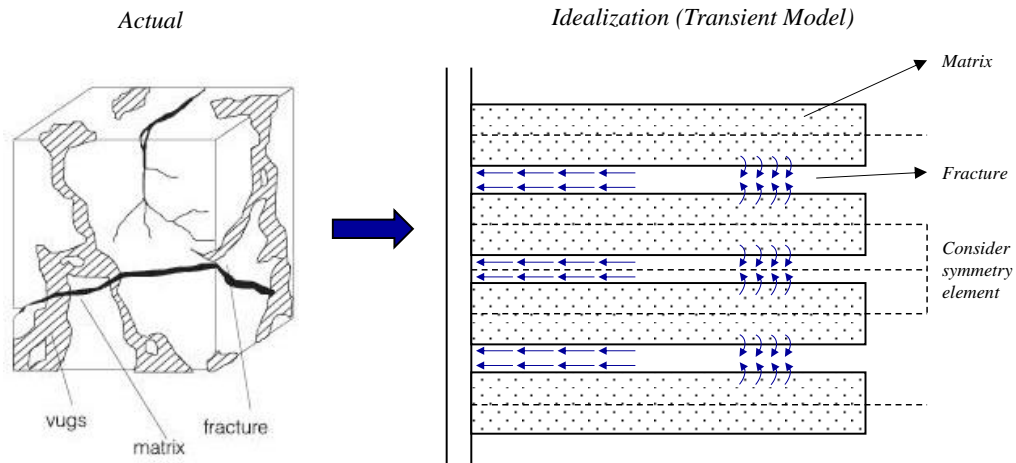 Actual
Idealization (Transient Model)
Matrix
Fracture
Consider
symmetry
element
vugs
matrix
fracture